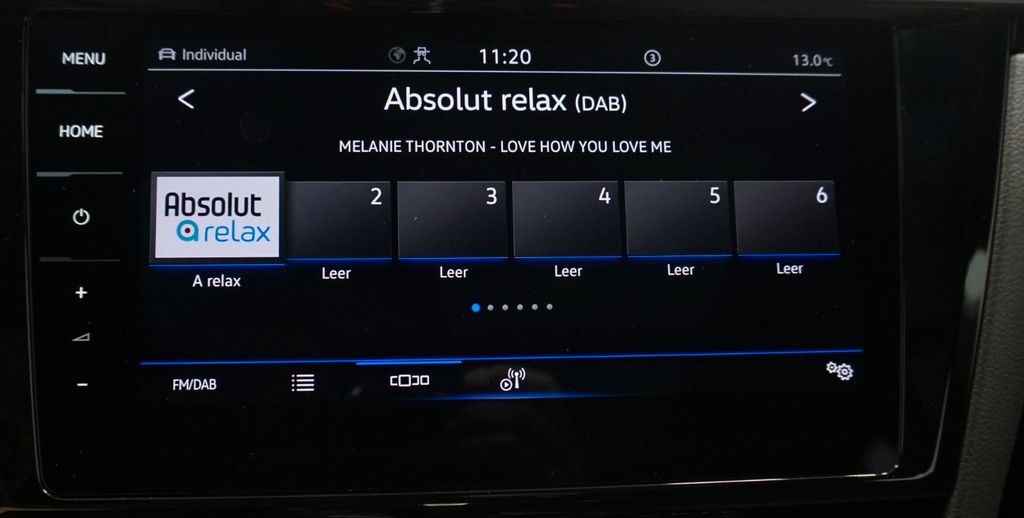 MENU
HOME
+
-
Individual
11:20
3
13.0°C
<
Absolut relax (DAB)
>
MELANIE THORNTON - LOVE HOW YOU LOVE ME
Absolut
relax
2
3
4
5
6
A relax
Leer
Leer
Leer
Leer
Leer
FM/DAB